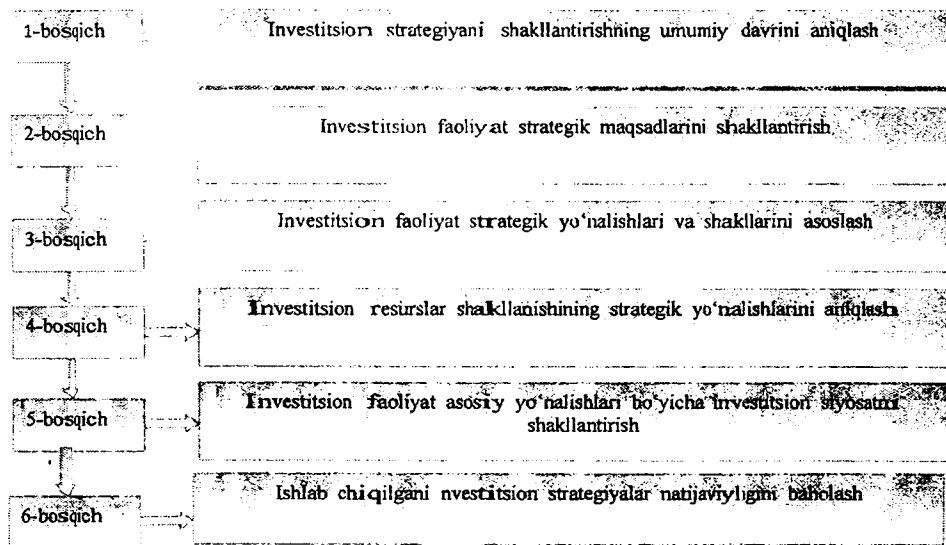 1-bosqich
Investitsion strategiyani shakllantirishning umumiy davrini aniqlash
2-bosqich
Investitsion faoliyat strategik maqsadlarini shakllantirish
3-bosqich
Investitsion faoliyat strategik yo‘nalishlari va shakllarini asoslash
4-bosqich
Investitsion resurslar shakllanishining strategik yo‘nalishlarini aniqlash
5-bosqich
Investitsion faoliyat asosiy yo‘nalishlari bo‘yicha investitsion siyosatni
shakllantirish
6-bosqich
Ishlab chiqilgani nvestitsion strategiyalar natijaviyligini baholash